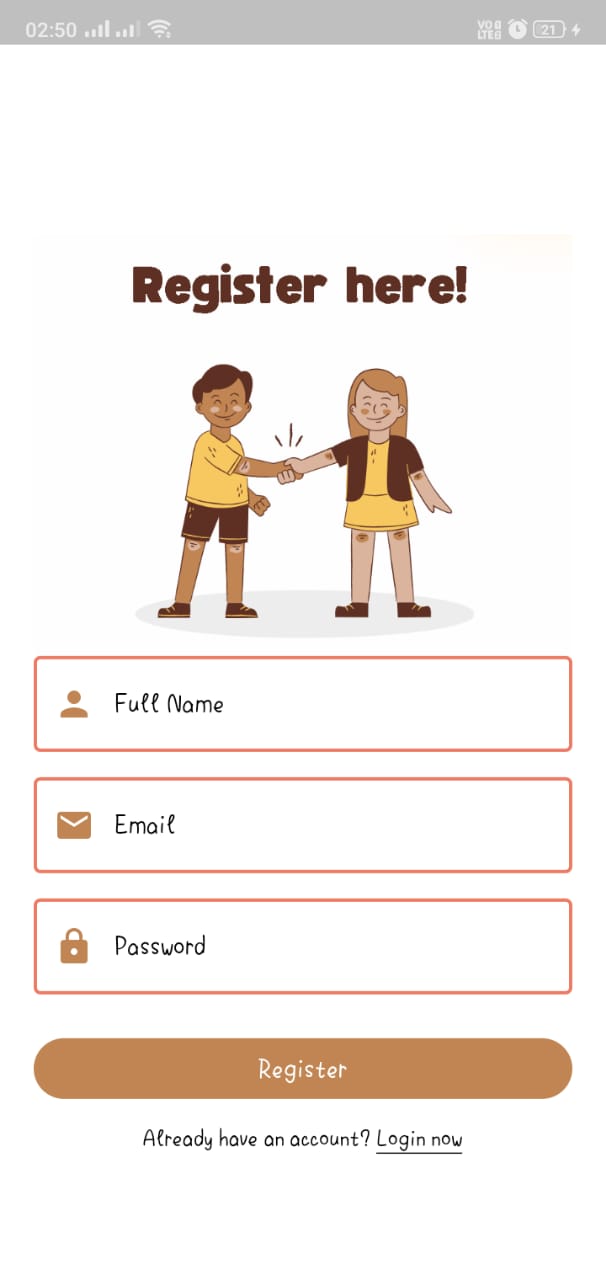 02:50
VO LTE
21
Register here!
Full Name
Email
Password
Register
Already have an account? Login now